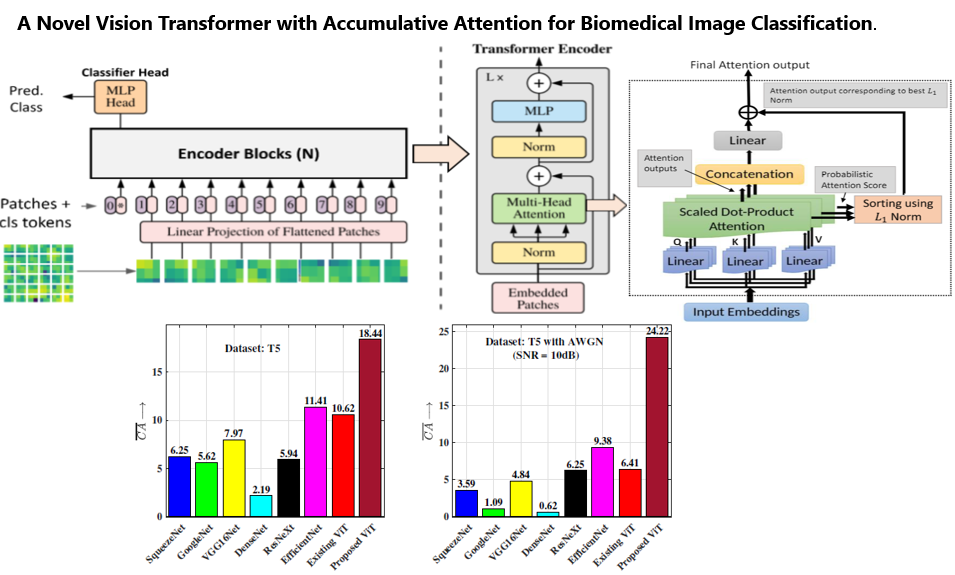 A Novel Vision Transformer with Accumulative Attention for Biomedical Image Classification.
Classifier Head
Pred.
Class
MLP
Head
Encoder Blocks (N)
Patches +
cls tokens
0 * 1 2 3 4 5 6 7 8 9
Linear Projection of Flattened Patches
Transformer Encoder
L ×
+
MLP
Norm
+
Multi-Head
Attention
Norm
Embedded
Patches
Final Attention output
Attention output corresponding to best L1
Norm
Linear
Attention
outputs
Concatenation
Probabilistic
Attention Score
Scaled Dot-Product
Attention
Sorting using
L1 Norm
Q K V
Linear Linear Linear
Input Embeddings
Dataset: T5
CA
15
10
5
0
6.25 5.62 7.97 2.19 5.94 11.41 10.62 18.44
SqueezeNet GoogleNet VGG16Net DenseNet ResNeXt EfficientNet Existing ViT Proposed ViT
Dataset: T5 with AWGN
(SNR = 10dB)
CA
25
20
15
10
5
0
3.59 1.09 4.84 0.62 6.25 9.38 6.41 24.22
SqueezeNet GoogleNet VGG16Net DenseNet ResNeXt EfficientNet Existing ViT Proposed ViT